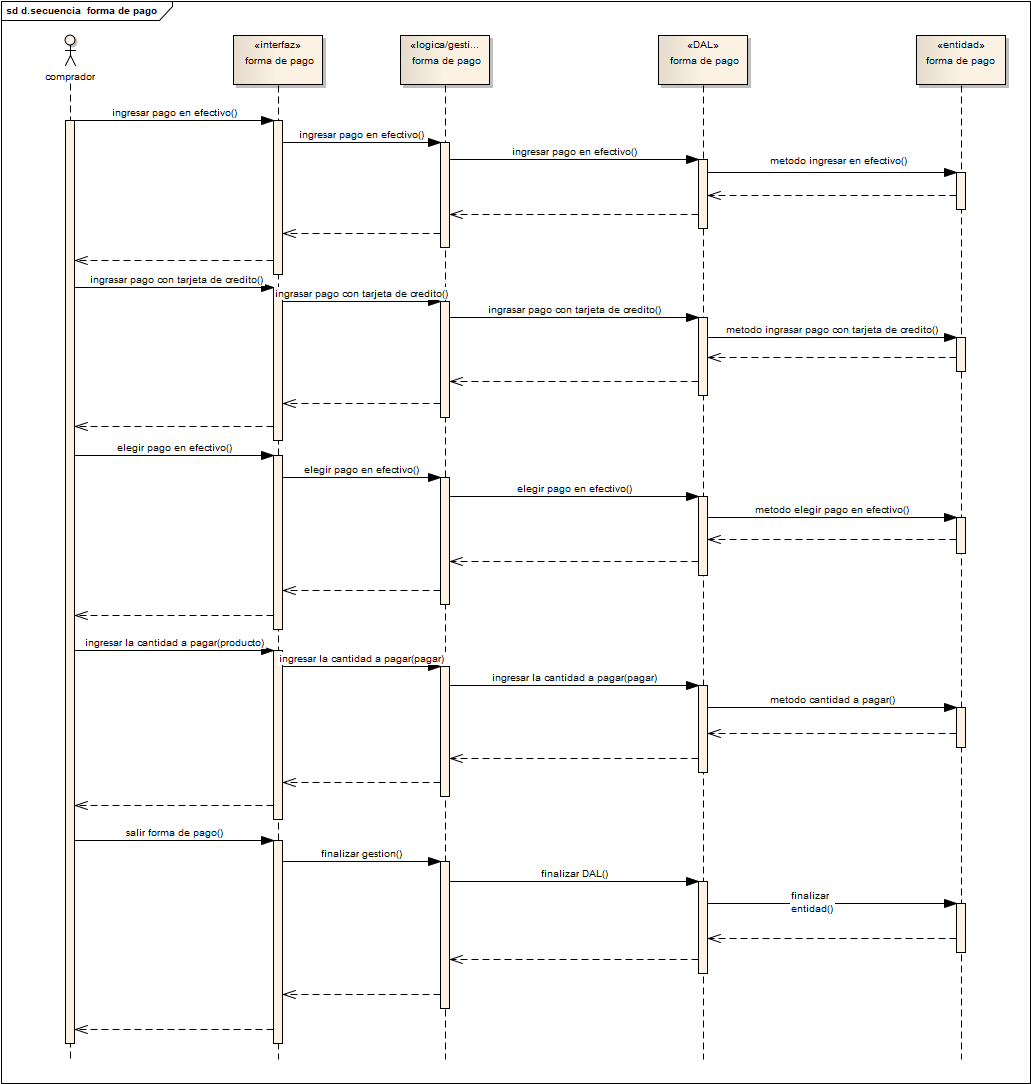 sd d.secuencia  forma de pago
comprador
«interfaz»
forma de pago
«logica/gesti...
forma de pago
«DAL»
forma de pago
«entidad»
forma de pago
ingresar pago en efectivo()
ingresar pago en efectivo()
ingresar pago en efectivo()
metodo ingresar en efectivo()
ingrasar pago con tarjeta de credito()
ingrasar pago con tarjeta de credito()
ingrasar pago con tarjeta de credito()
metodo ingrasar pago con tarjeta de credito()
elegir pago en efectivo()
elegir pago en efectivo()
elegir pago en efectivo()
metodo elegir pago en efectivo()
ingresar la cantidad a pagar(producto)
ingresar la cantidad a pagar(pagar)
ingresar la cantidad a pagar(pagar)
metodo cantidad a pagar()
salir forma de pago()
finalizar gestion()
finalizar DAL()
finalizar
entidad()